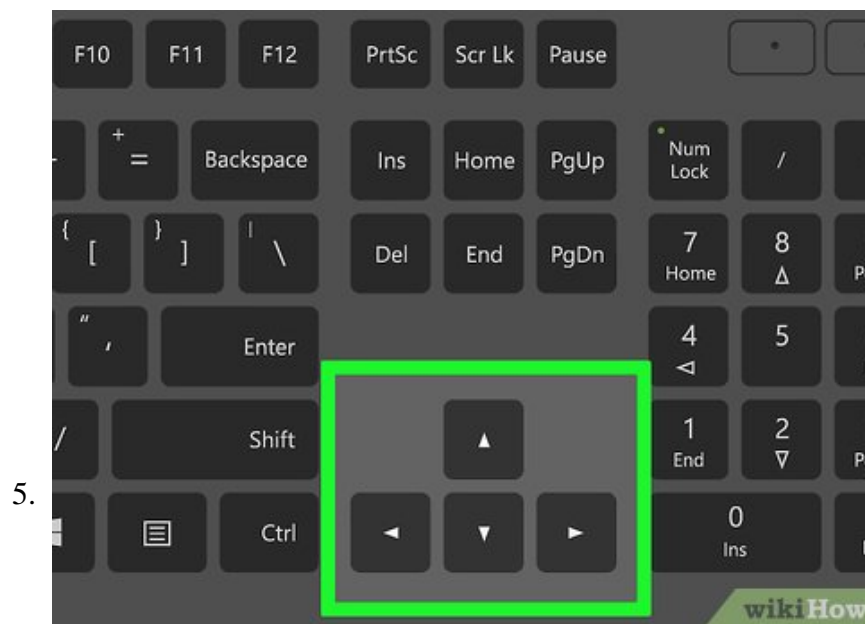 F10 F11 F12 PrtSc Scr Lk Pause
+
= Backspace Ins Home PgUp Num Lock /
{ [ } ] | \ Del End PgDn 7 Home 8
" ' Enter 4 5
/ Shift 1 End 2
5.
Ctrl 0 Ins
wikiHow